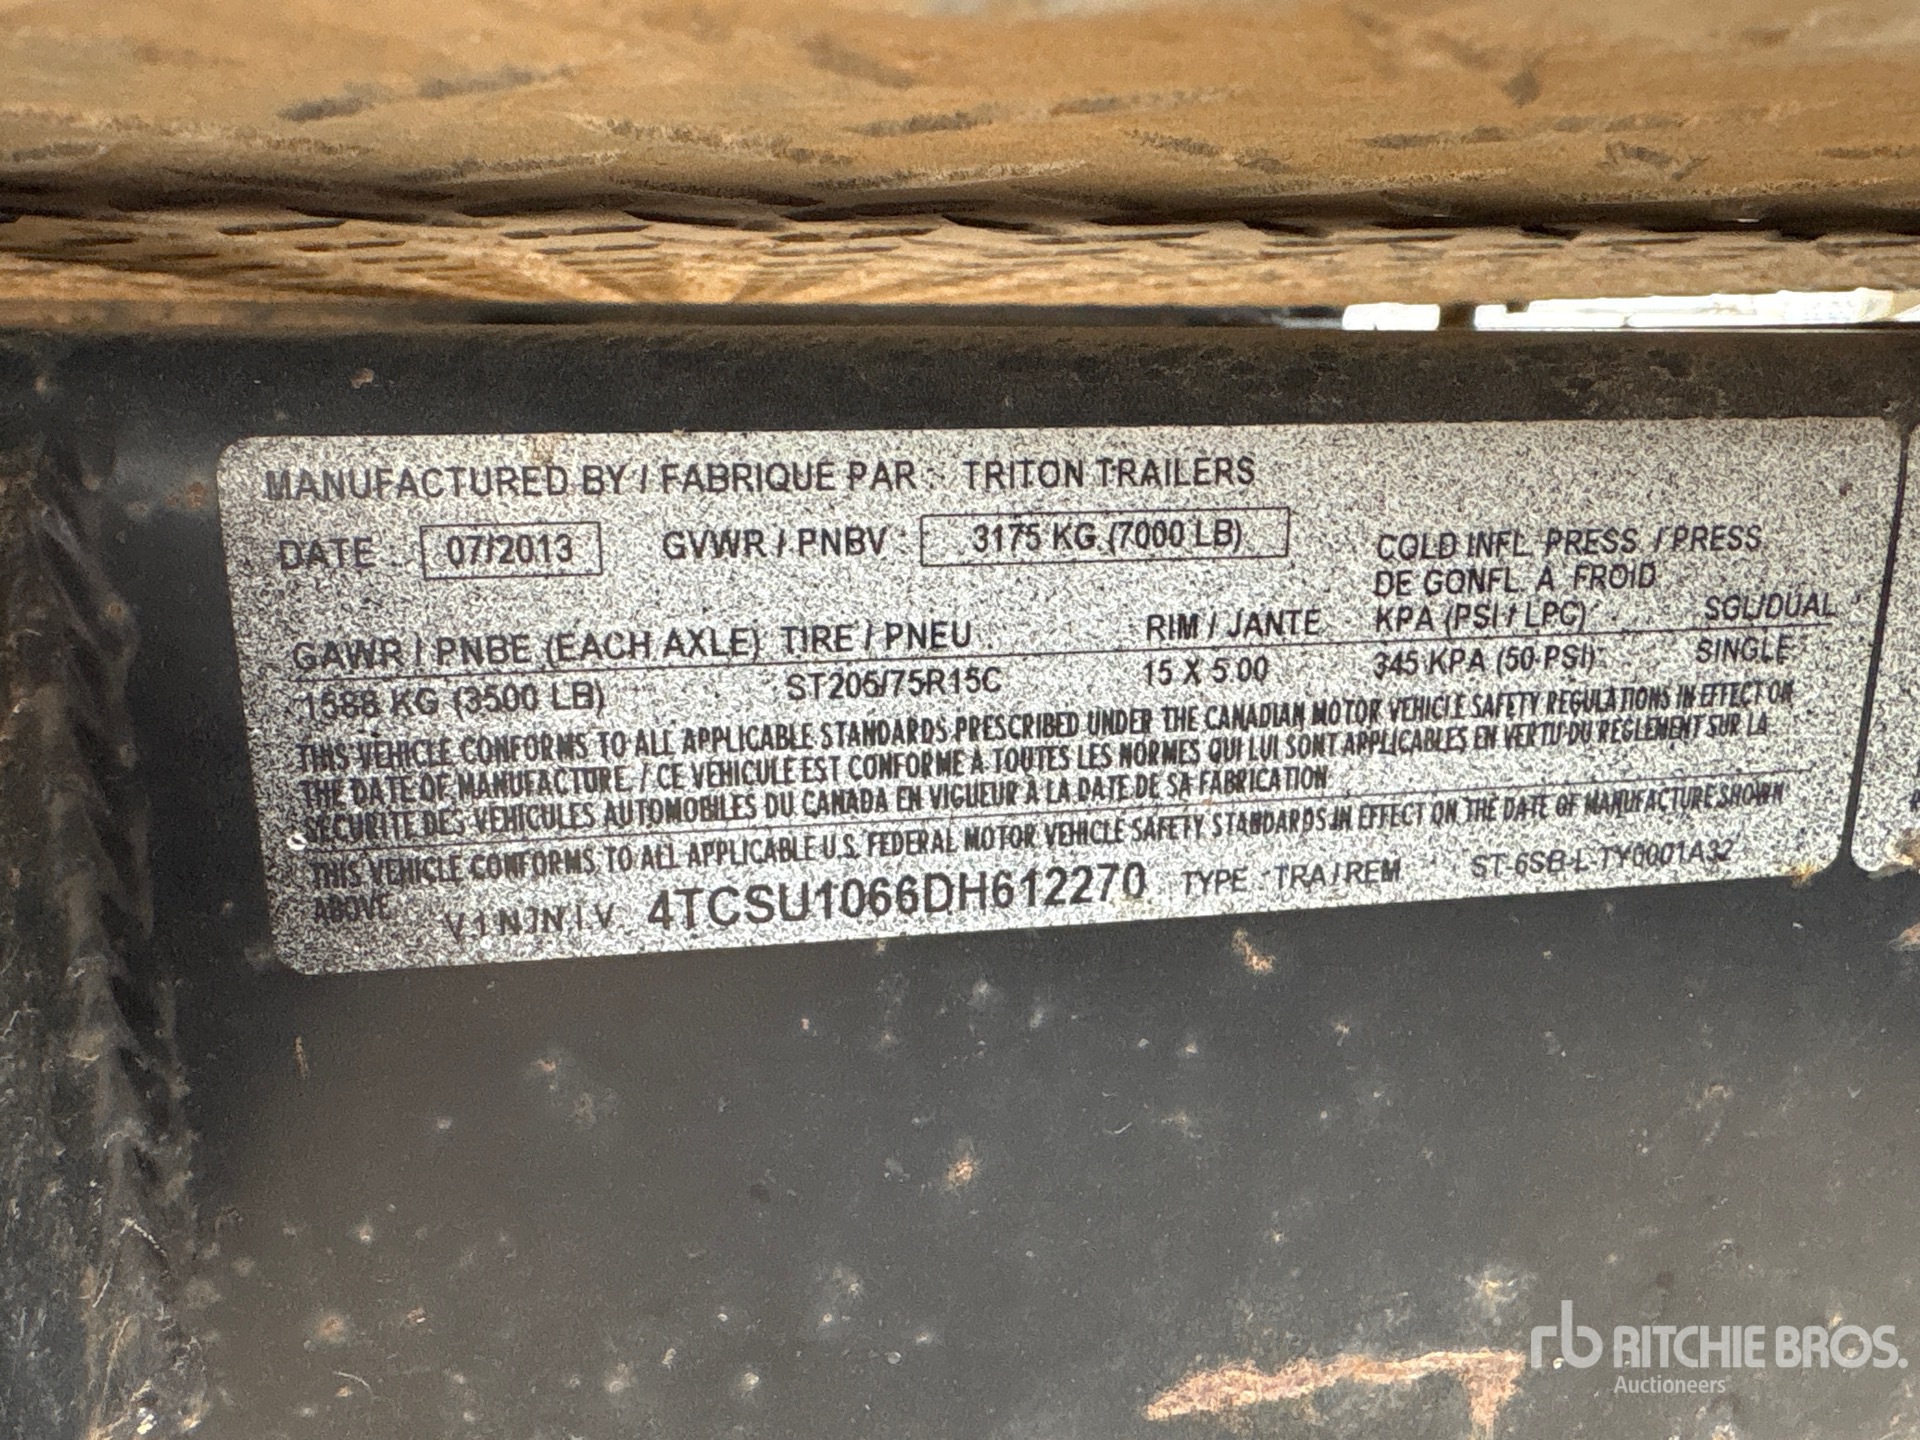 MANUFACTURED BY / FABRIQUÉ PAR : TRITON TRAILERS
DATE : 07/2013 GVWR / PNBV : 3175 KG (7000 LB)
COLD INFL. PRESS. / PRESS.
DE GONFL. A FROID
GAWR / PNBE (EACH AXLE) TIRE / PNEU RIM / JANTE KPA (PSI / LPC) SGL/DUAL
1588 KG (3500 LB) ST205/75R15C 15 X 5.00 345 KPA (50 PSI) SINGLE
THIS VEHICLE CONFORMS TO ALL APPLICABLE STANDARDS PRESCRIBED UNDER THE CANADIAN MOTOR VEHICLE SAFETY REGULATIONS IN EFFECT ON
THE DATE OF MANUFACTURE / CE VEHICULE EST CONFORME À TOUTES LES NORMES QUI LUI SONT APPLICABLES EN VERTU DU REGLEMENT SUR LA
SECURITE DES VEHICULES AUTOMOBILES DU CANADA EN VIGUEUR À LA DATE DE SA FABRICATION
THIS VEHICLE CONFORMS TO ALL APPLICABLE U.S. FEDERAL MOTOR VEHICLE SAFETY STANDARDS IN EFFECT ON THE DATE OF MANUFACTURE SHOWN
ABOVE V.I.N./N.I.V. 4TCSU1066DH612270 TYPE : TRA/REM ST-6SB-L-TY0001A32
rb RITCHIE BROS.
Auctioneers